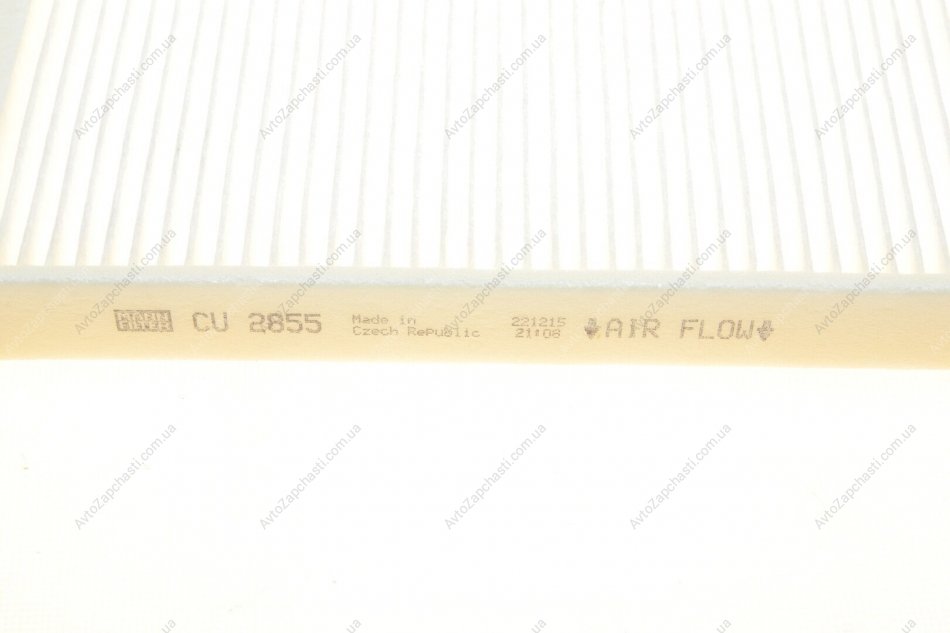 MANN
FILTER
CU 2855
Made in
Czech Republic
221215
21:08
AIR FLOW
AvtoZapchasti.com.ua